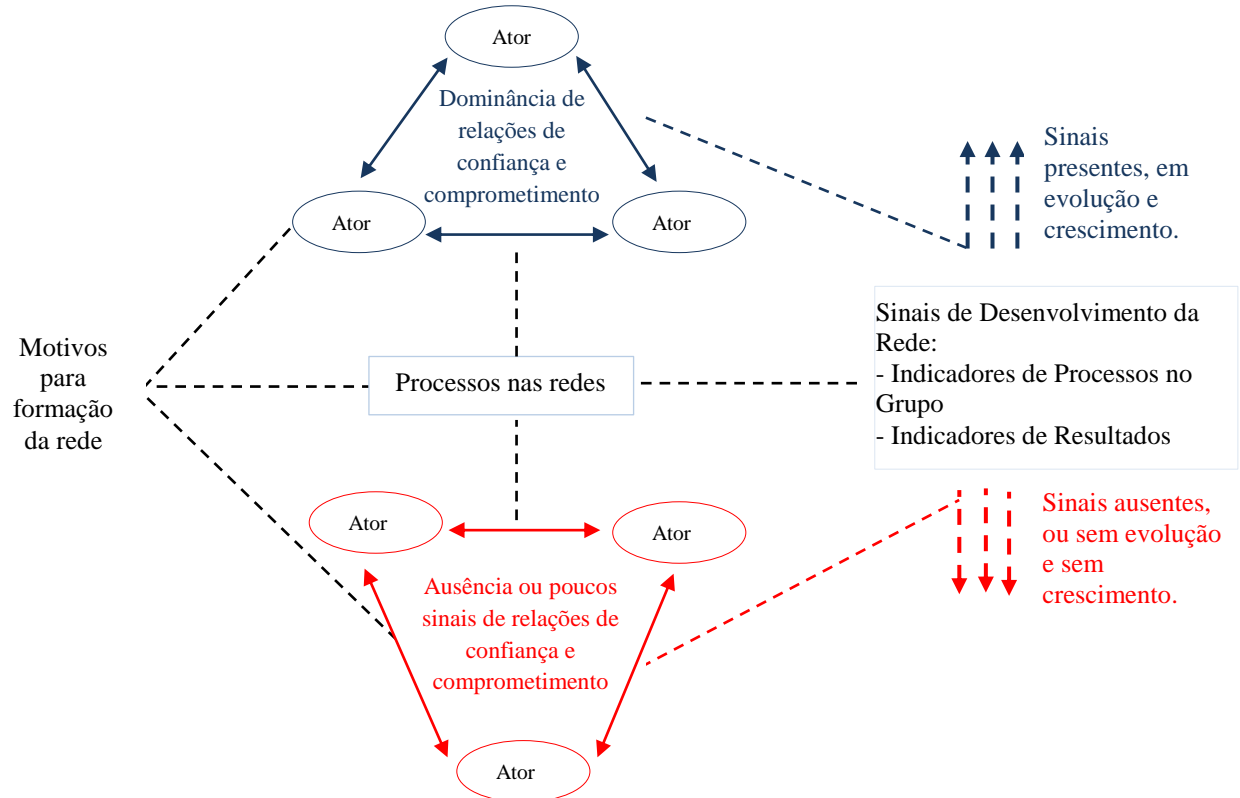 Ator
Dominância de
relações de
confiança e
comprometimento
Ator
Ator
Sinais
presentes, em
evolução e
crescimento.
Motivos
para
formação
da rede
Processos nas redes
Sinais de Desenvolvimento da
Rede:
- Indicadores de Processos no
Grupo
- Indicadores de Resultados
Ator
Ator
Ausência ou poucos
sinais de relações de
confiança e
comprometimento
Ator
Sinais ausentes,
ou sem evolução
e sem
crescimento.